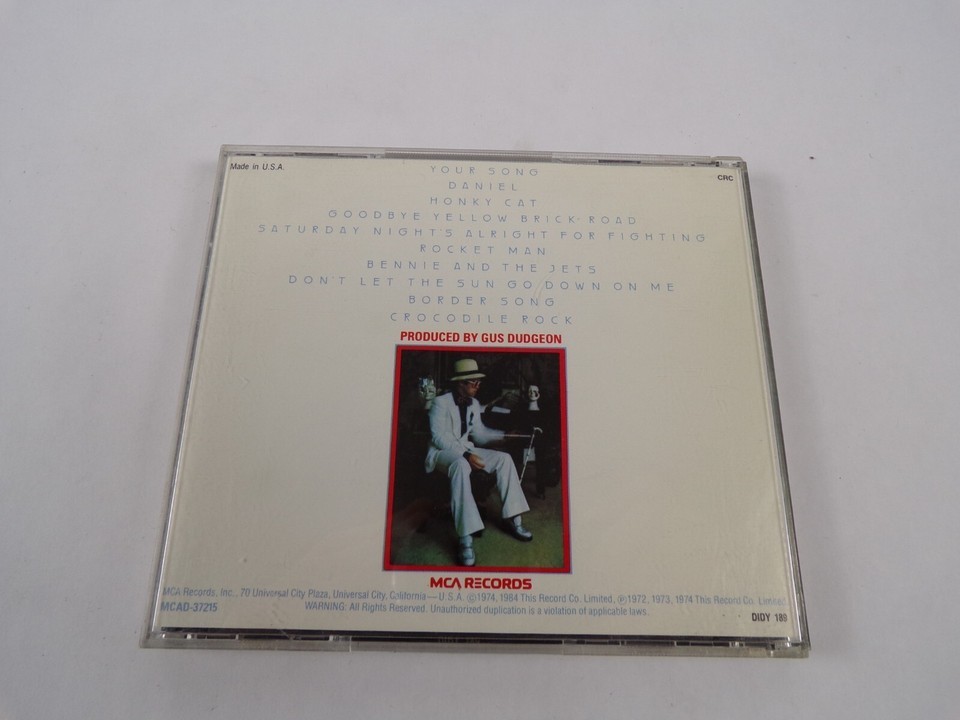 Made in U.S.A.
CRC
YOUR SONG
DANIEL
HONKY CAT
GOODBYE YELLOW BRICK ROAD
SATURDAY NIGHT'S ALRIGHT FOR FIGHTING
ROCKET MAN
BENNIE AND THE JETS
DON'T LET THE SUN GO DOWN ON ME
BORDER SONG
CROCODILE ROCK
PRODUCED BY GUS DUDGEON
MCA RECORDS
MCA Records, Inc., 70 Universal City Plaza, Universal City, California—U.S.A. ©1974, 1984 This Record Co. Limited, ℗1972, 1973, 1974 This Record Co. Limited
MCAD-37215
WARNING: All Rights Reserved. Unauthorized duplication is a violation of applicable laws.
DIDY 189